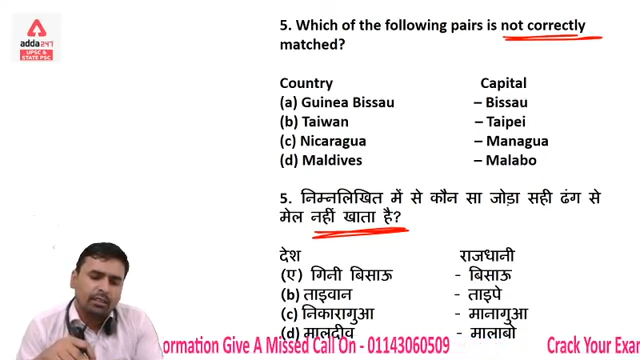 adda247
UPSC &
STATE PSC
5. Which of the following pairs is not correctly
matched?
Country Capital
(a) Guinea Bissau – Bissau
(b) Taiwan – Taipei
(c) Nicaragua – Managua
(d) Maldives – Malabo
5. निम्नलिखित में से कौन सा जोड़ा सही ढंग से
मेल नहीं खाता है?
देश राजधानी
(ए) गिनी बिसाऊ - बिसाऊ
(b) ताइवान - ताइपे
(c) निकारागुआ - मानागुआ
(d) मालदीव - मालाबो
ormation Give A Missed Call On - 01143060509 Crack Your Exa